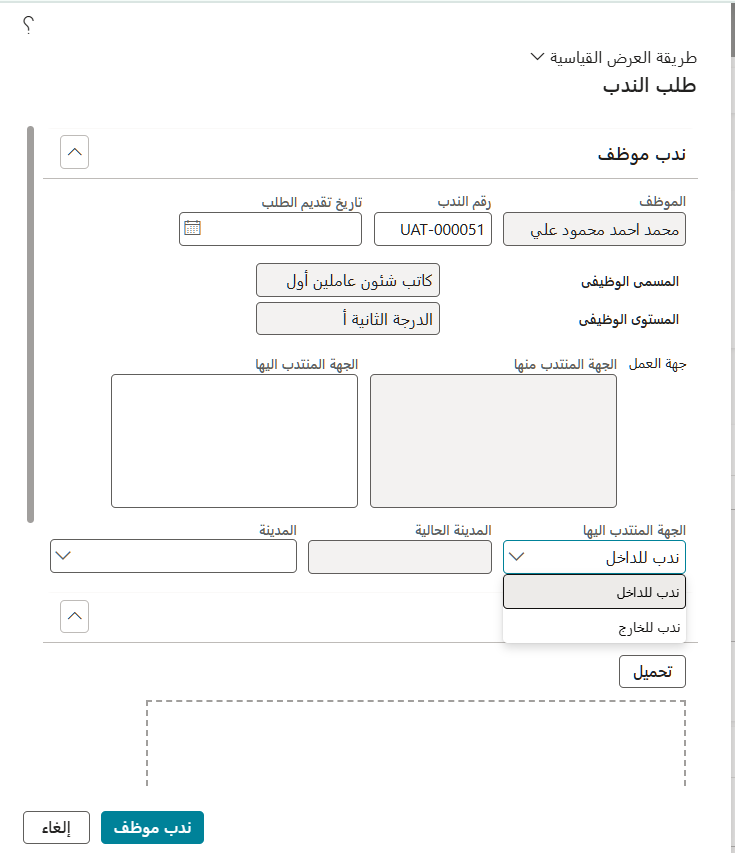 ؟
طريقة العرض القياسية
طلب الندب
ندب موظف
الموظف
محمد احمد محمود علي
رقم الندب
UAT-000051
تاريخ تقديم الطلب
المسمى الوظيفى
كاتب شئون عاملين أول
المستوى الوظيفى
الدرجة الثانية أ
جهة العمل
الجهة المنتدب منها
الجهة المنتدب اليها
الجهة المنتدب اليها
ندب للداخل
المدينة الحالية
المدينة
ندب للداخل
ندب للخارج
تحميل
ندب موظف
إلغاء